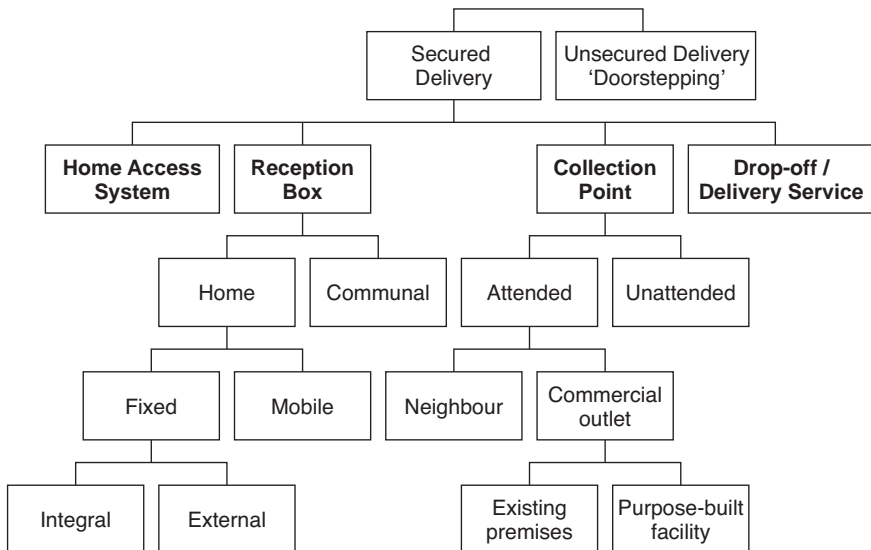 Secured
Delivery
Unsecured Delivery
‘Doorstepping’
Home Access
System
Reception
Box
Collection
Point
Drop-off /
Delivery Service
Home
Communal
Attended
Unattended
Fixed
Mobile
Neighbour
Commercial
outlet
Integral
External
Existing
premises
Purpose-built
facility